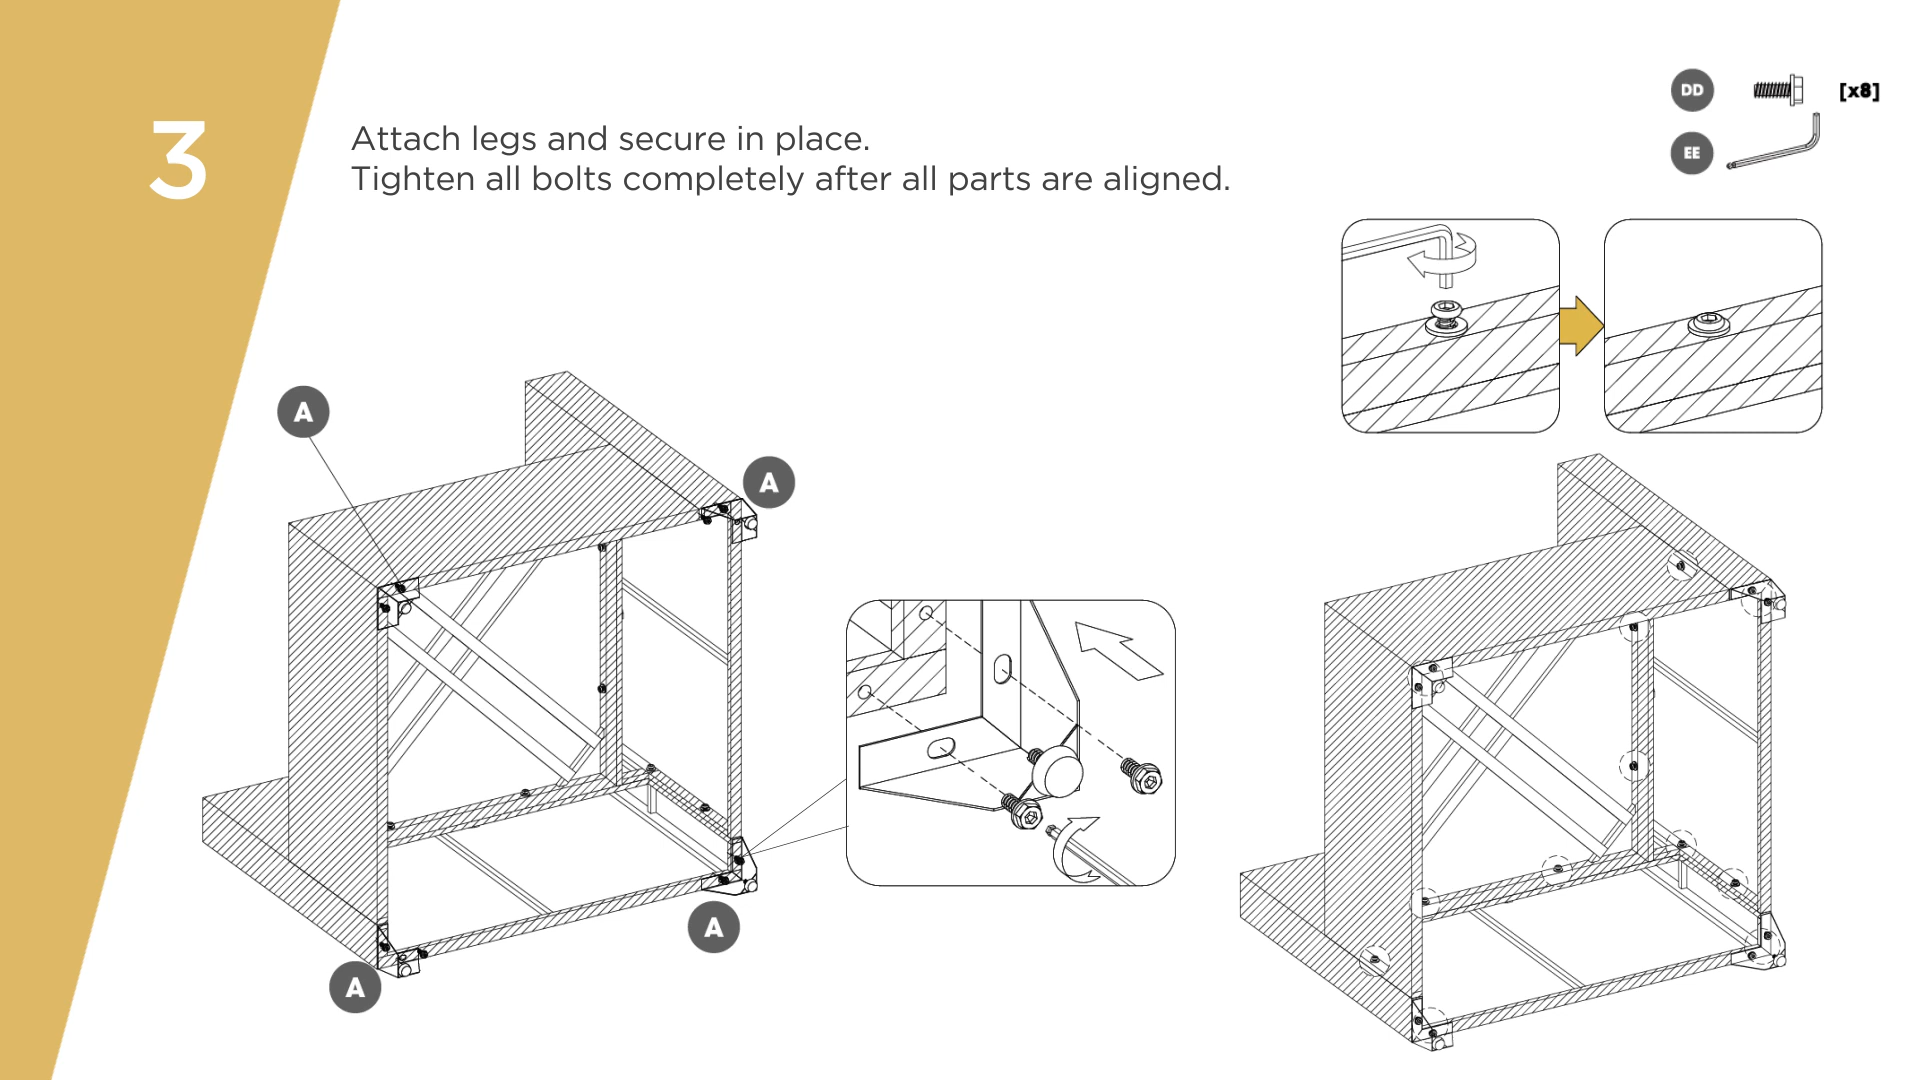 3
Attach legs and secure in place.
Tighten all bolts completely after all parts are aligned.
DD [x8]
EE
A
A
A
A